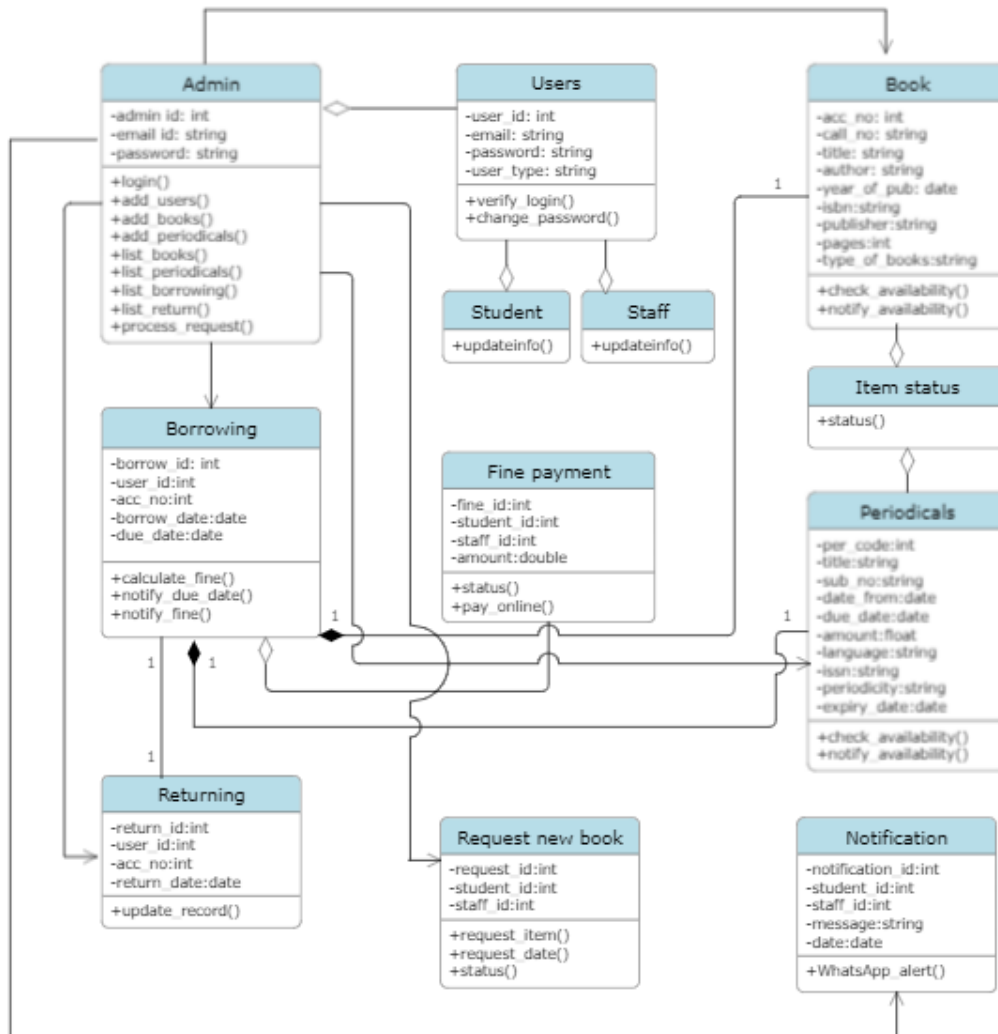 Admin
-admin id: int
-email id: string
-password: string
+login()
+add_users()
+add_books()
+add_periodicals()
+list_books()
+list_periodicals()
+list_borrowing()
+list_return()
+process_request()
Users
-user_id: int
-email: string
-password: string
-user_type: string
+verify_login()
+change_password()
Book
-acc_no: int
-call_no: string
-title: string
-author: string
-year_of_pub: date
-isbn:string
-publisher:string
-pages:int
-type_of_books:string
+check_availability()
+notify_availability()
1
Student
+updateinfo()
Staff
+updateinfo()
Item status
+status()
Borrowing
-borrow_id: int
-user_id:int
-acc_no:int
-borrow_date:date
-due_date:date
+calculate_fine()
+notify_due_date()
+notify_fine()
Fine payment
-fine_id:int
-student_id:int
-staff_id:int
-amount:double
+status()
+pay_online()
Periodicals
-per_code:int
-title:string
-sub_no:string
-date_from:date
-due_date:date
-amount:float
-language:string
-issn:string
-periodicity:string
-expiry_date:date
+check_availability()
+notify_availability()
1
1
1
1
1
Returning
-return_id:int
-user_id:int
-acc_no:int
-return_date:date
+update_record()
Request new book
-request_id:int
-student_id:int
-staff_id:int
+request_item()
+request_date()
+status()
Notification
-notification_id:int
-student_id:int
-staff_id:int
-message:string
-date:date
+WhatsApp_alert()